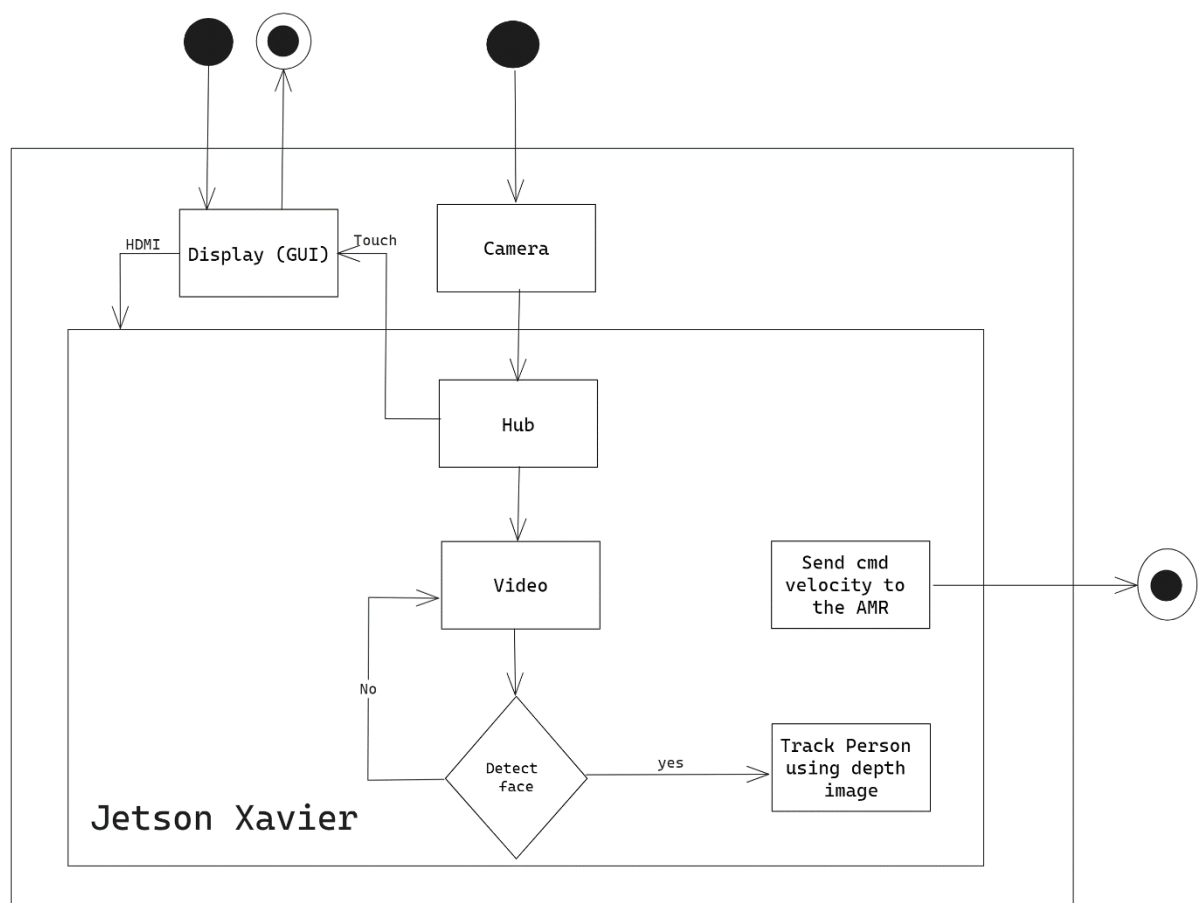 HDMI
Touch
Display (GUI)
Camera
Hub
Video
Send cmd
velocity to
the AMR
No
Detect
face
yes
Track Person
using depth
image
Jetson Xavier